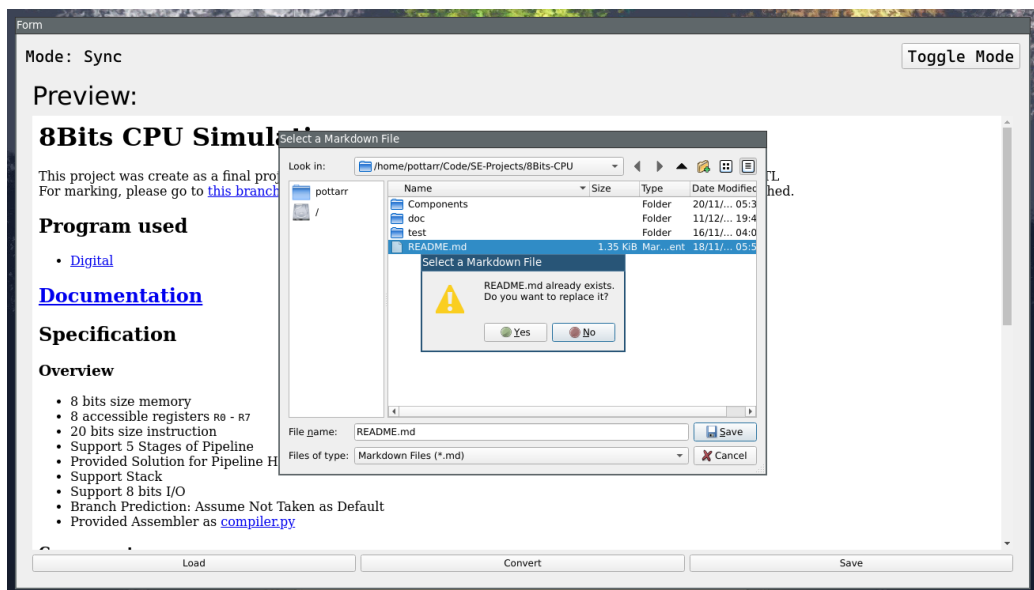 Form
Mode: Sync
Toggle Mode
Preview:
8Bits CPU Simulati
This project was create as a final proj
TL
For marking, please go to this branch
hed.
Program used
Digital
Documentation
Specification
Overview
8 bits size memory
8 accessible registers R0 - R7
20 bits size instruction
Support 5 Stages of Pipeline
Provided Solution for Pipeline H
Support Stack
Support 8 bits I/O
Branch Prediction: Assume Not Taken as Default
Provided Assembler as compiler.py
Select a Markdown File
Look in: /home/pottarr/Code/SE-Projects/8Bits-CPU
pottarr
/
Name Size Type Date Modified
Components Folder 20/11/... 05:3
doc Folder 11/12/... 19:4
test Folder 16/11/... 04:0
README.md 1.35 KiB Mar...ent 18/11/... 05:5
Select a Markdown File
README.md already exists.
Do you want to replace it?
Yes No
File name: README.md Save
Files of type: Markdown Files (*.md) Cancel
Load Convert Save